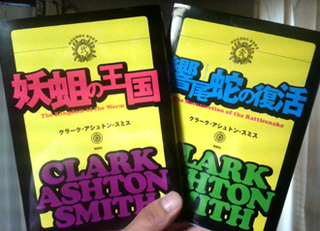 妖蛆の王国
The Kingdom of the Worm
クラーク・アシュトン・スミス
CLARK
ASHTON
SMITH
響尾蛇の復活
The Resurrection of the Rattlesnake
クラーク・アシュトン・スミス
LARK
HTON
ITH